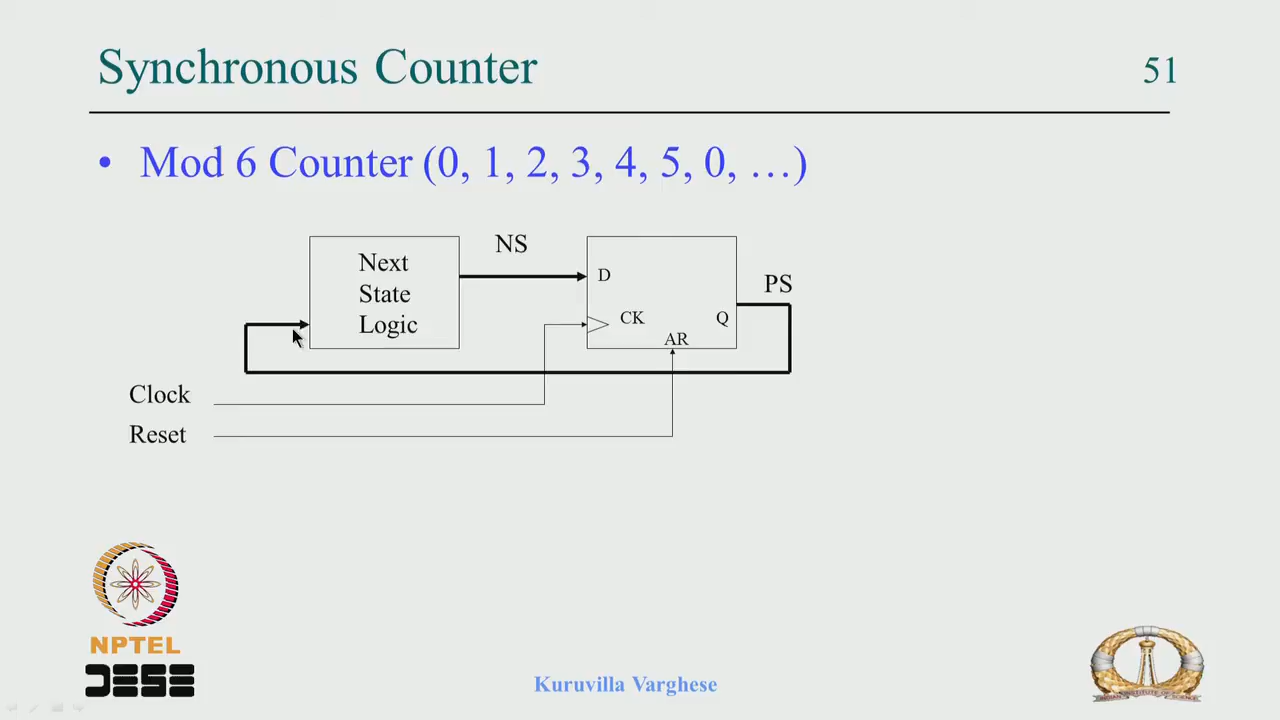 Synchronous Counter
51
• Mod 6 Counter (0, 1, 2, 3, 4, 5, 0, …)
NS
Next
State
Logic
D
PS
CK
Q
AR
Clock
Reset
NPTEL
DESE
Kuruvilla Varghese